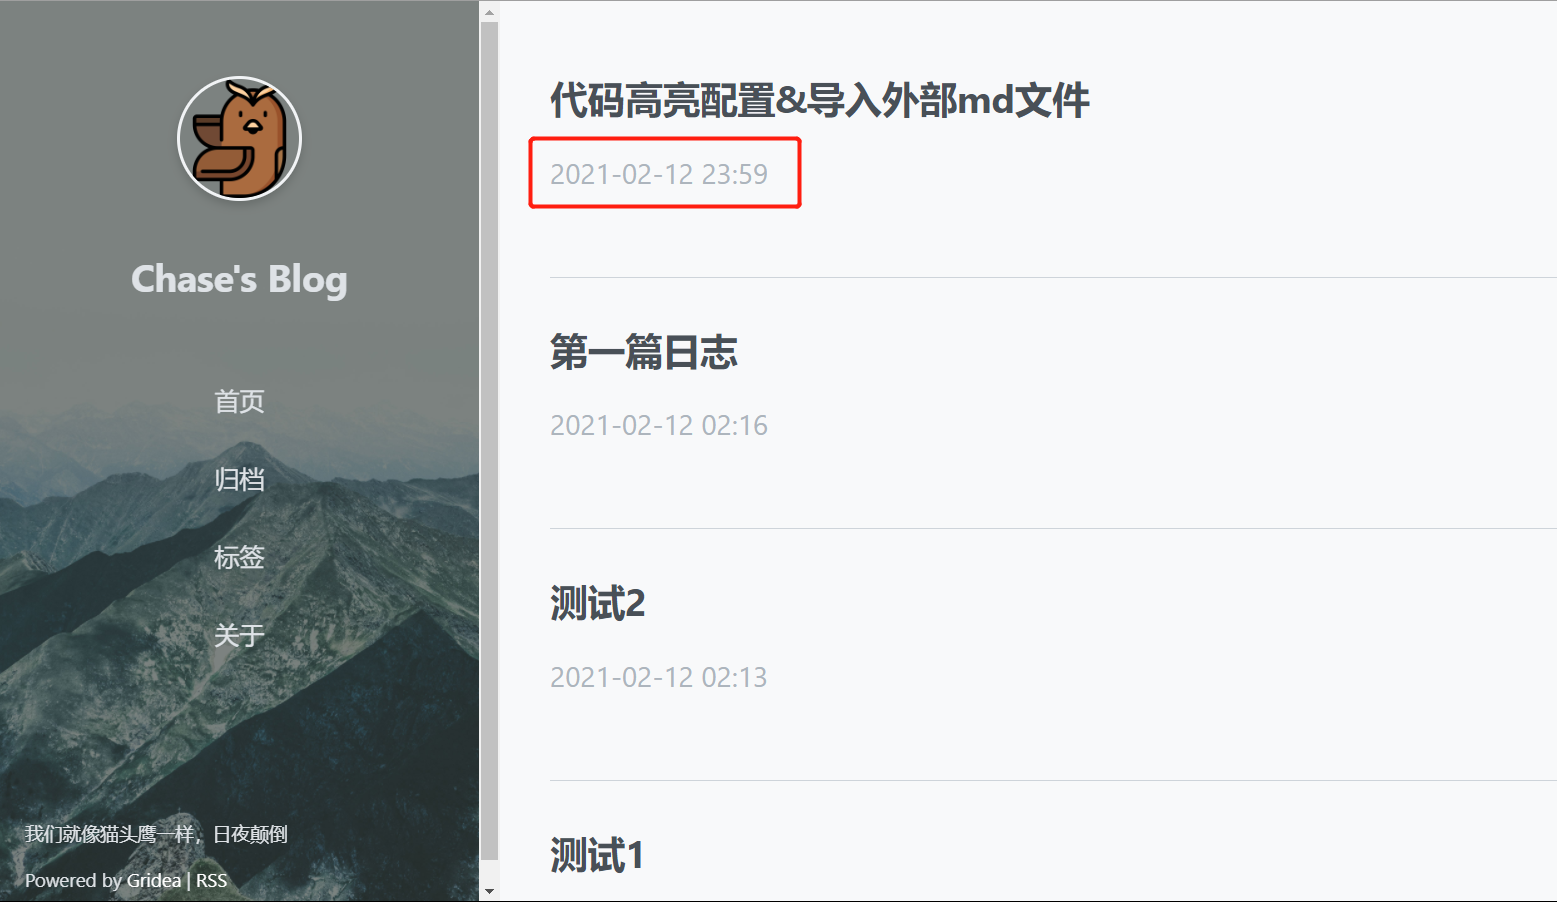 Chase's Blog
首页
归档
标签
关于
我们就像猫头鹰一样，日夜颠倒
Powered by Gridea | RSS
代码高亮配置&导入外部md文件
2021-02-12 23:59
第一篇日志
2021-02-12 02:16
测试2
2021-02-12 02:13
测试1